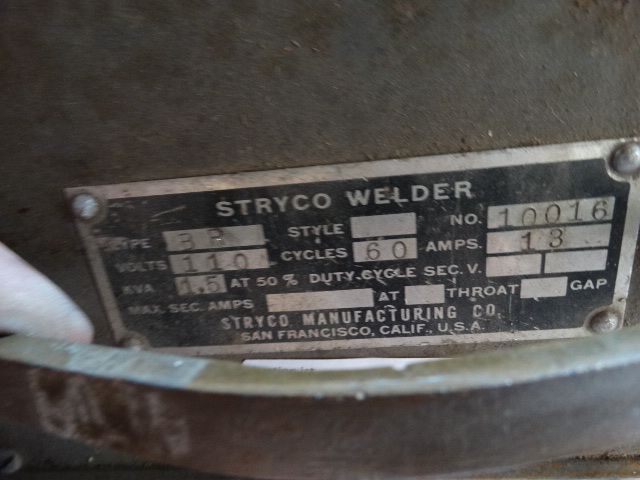 STRYCO WELDER
TYPE 3B STYLE NO. 10016
VOLTS 110 CYCLES 60 AMPS. 13
KVA 1.5 AT 50% DUTY CYCLE SEC. V.
MAX. SEC. AMPS AT THROAT GAP
STRYCO MANUFACTURING CO.
SAN FRANCISCO, CALIF., U.S.A.